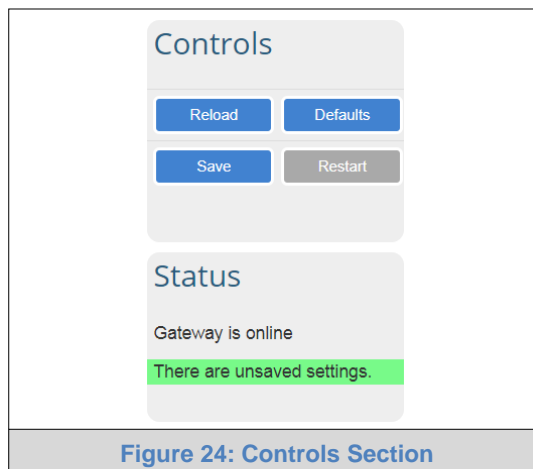 Controls
Reload Defaults
Save Restart
Status
Gateway is online
There are unsaved settings.
Figure 24: Controls Section